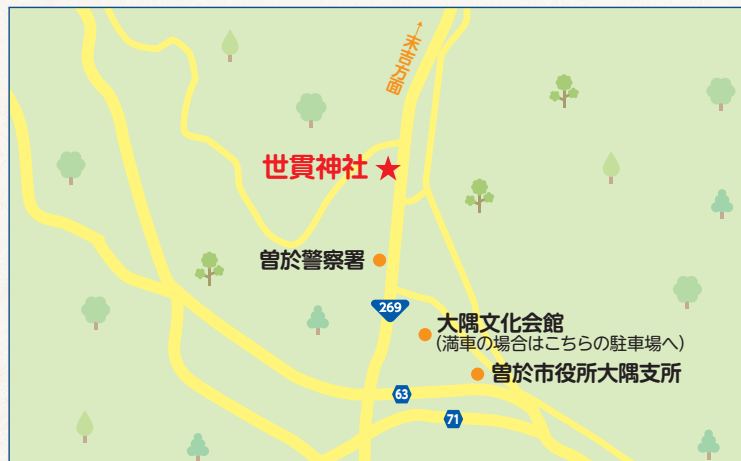 →末吉方面
世貫神社
曽於警察署
269
大隅文化会館
(満車の場合はこちらの駐車場へ)
曽於市役所大隅支所
63
71